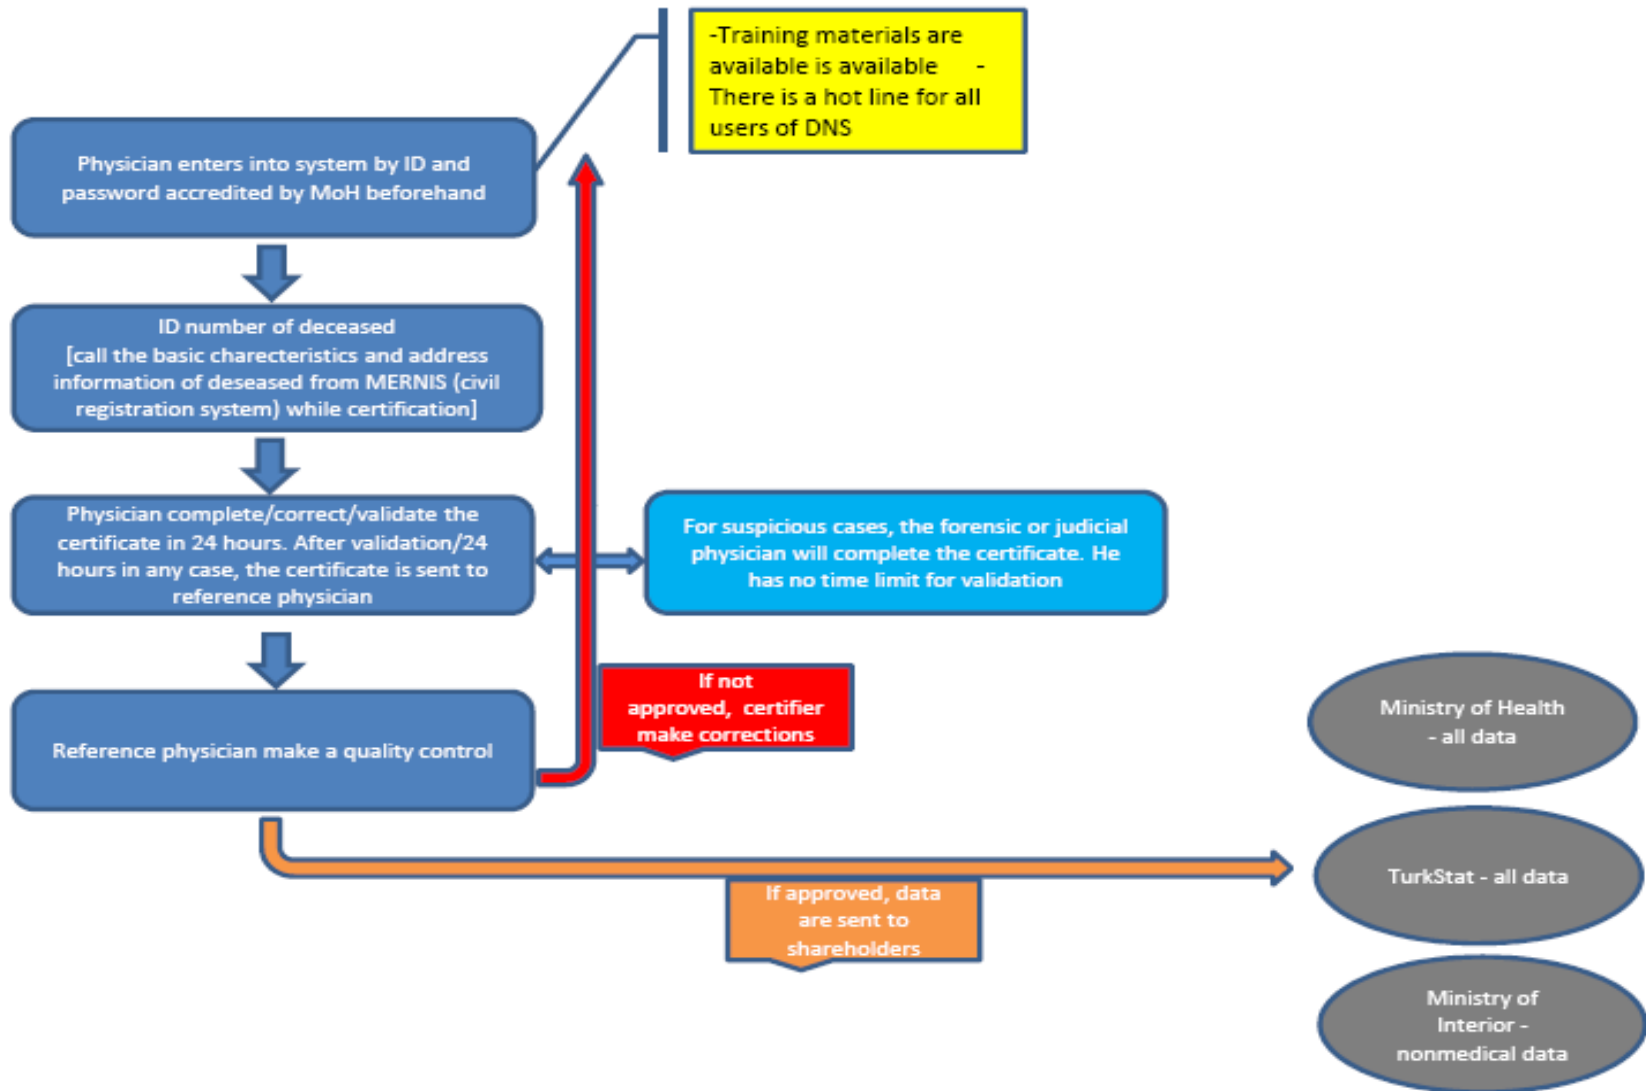 -Training materials are
available is available -
There is a hot line for all
users of DNS
Physician enters into system by ID and
password accredited by MoH beforehand
ID number of deceased
[call the basic charecteristics and address
information of deseased from MERNIS (civil
registration system) while certification]
Physician complete/correct/validate the
certificate in 24 hours. After validation/24
hours in any case, the certificate is sent to
reference physician
For suspicious cases, the forensic or judicial
physician will complete the certificate. He
has no time limit for validation
Reference physician make a quality control
If not
approved, certifier
make corrections
If approved, data
are sent to
shareholders
Ministry of Health
- all data
TurkStat - all data
Ministry of
Interior -
nonmedical data